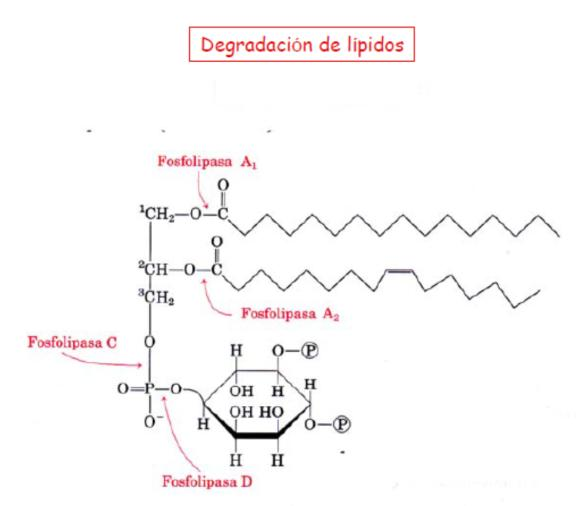 Degradación de lípidos
Fosfolipasa A₁
O
¹CH₂—O—C
O
²CH—O—C
³CH₂
Fosfolipasa A₂
Fosfolipasa C
O
H O—Ⓟ
OH H H
O=P—O
OH HO
O⁻
H O—Ⓟ
H H
Fosfolipasa D